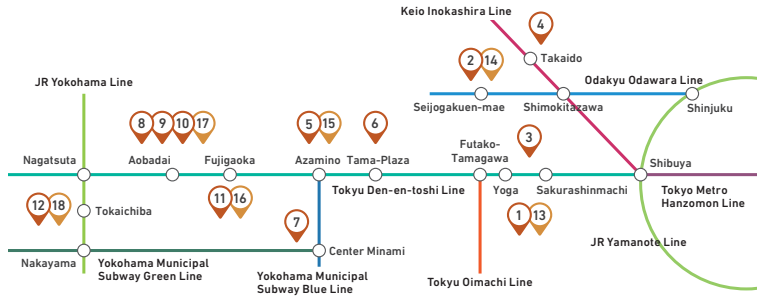 Keio Inokashira Line
4
Takaido
2 14
Odakyu Odawara Line
JR Yokohama Line
Seijogakuen-mae
Shimokitazawa
Shinjuku
8 9 10 17
5 15
6
3
Nagatsuta
Aobadai
Fujigaoka
Azamino
Tama-Plaza
Futako-
Tamagawa
Shibuya
Tokyu Den-en-toshi Line
Yoga
Sakurashinmachi
Tokyo Metro
Hanzomon Line
12 18
Tokaichiba
11 16
7
1 13
JR Yamanote Line
Nakayama
Yokohama Municipal
Subway Green Line
Center Minami
Yokohama Municipal
Subway Blue Line
Tokyu Oimachi Line